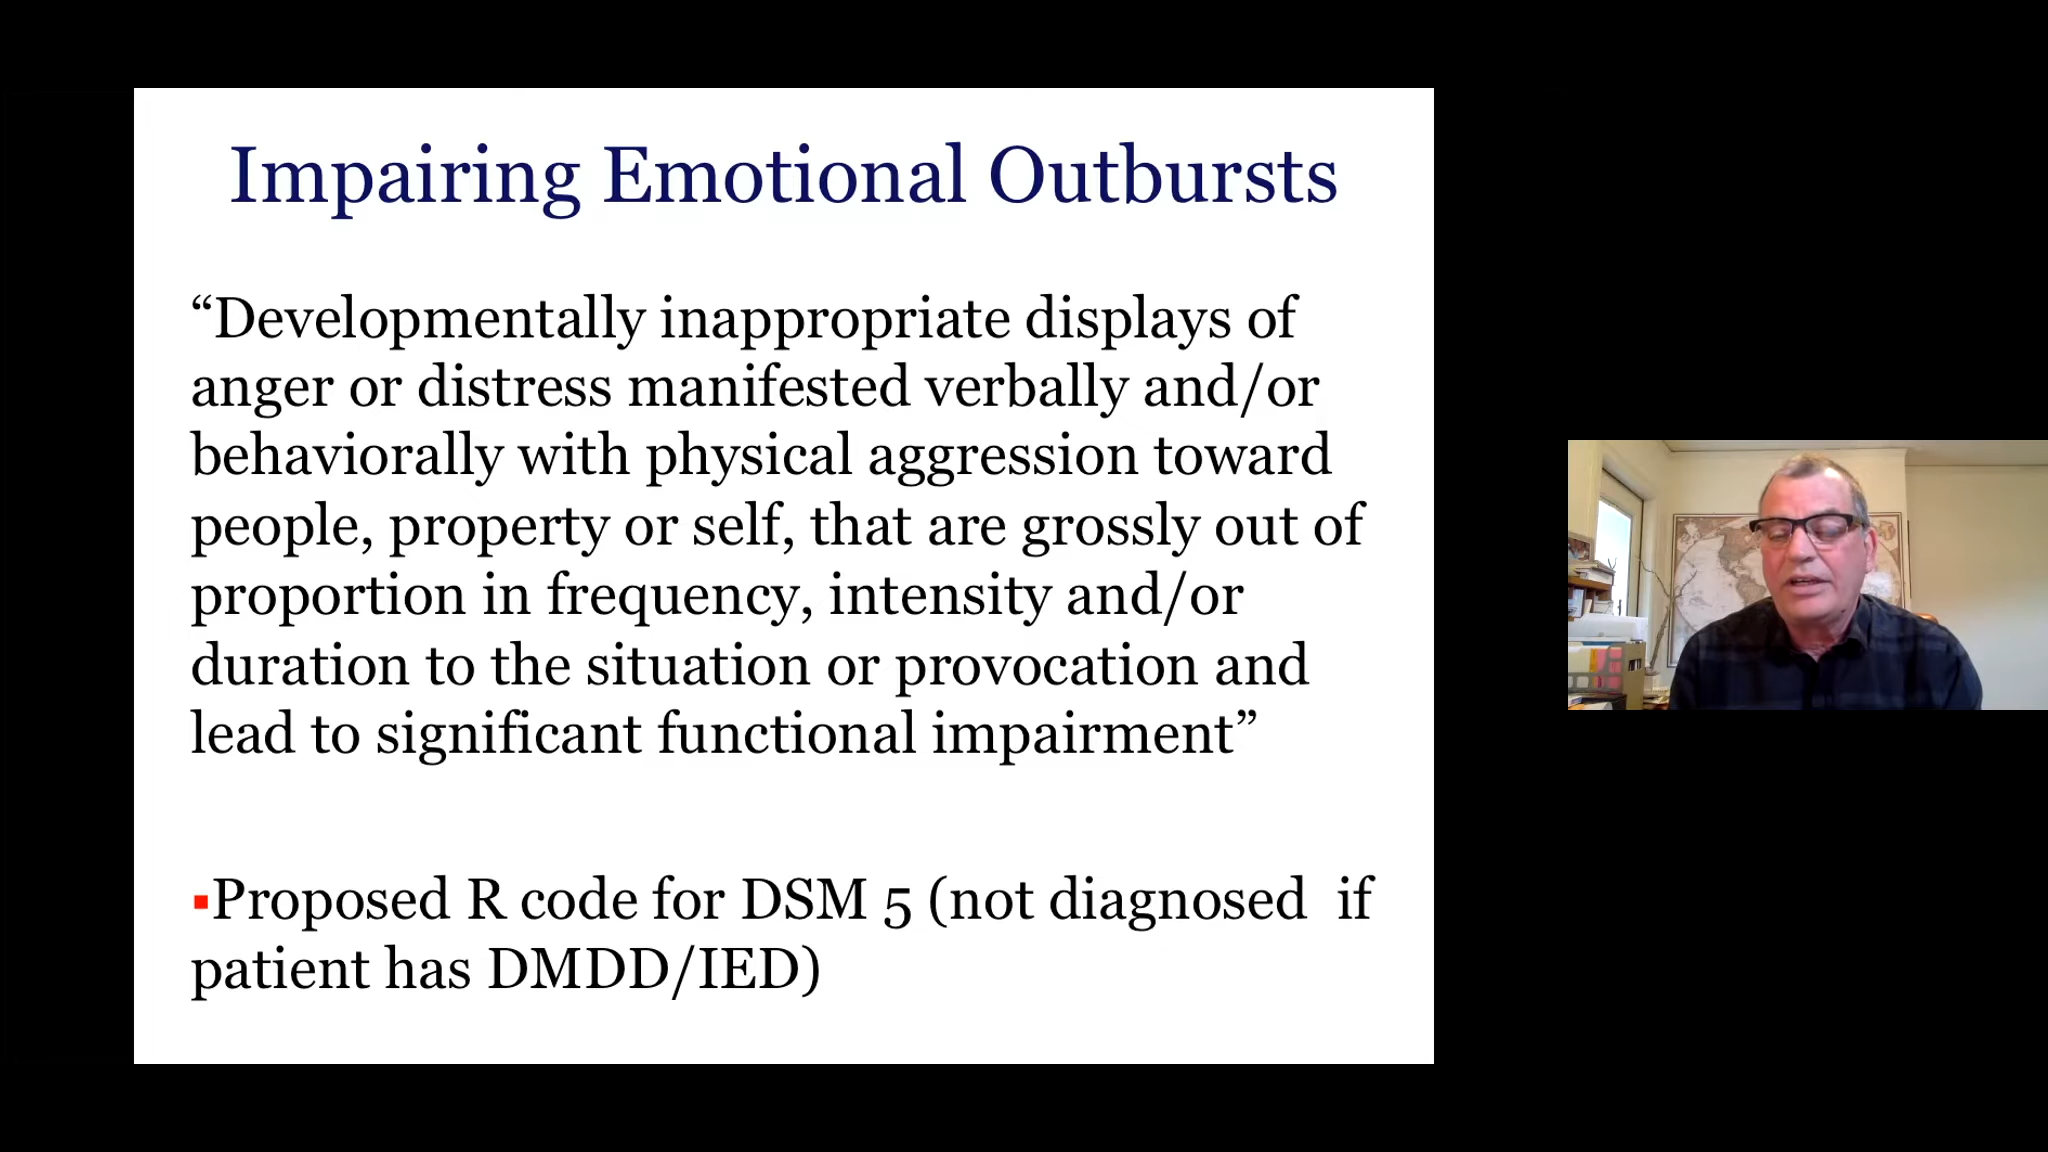 Impairing Emotional Outbursts
“Developmentally inappropriate displays of
anger or distress manifested verbally and/or
behaviorally with physical aggression toward
people, property or self, that are grossly out of
proportion in frequency, intensity and/or
duration to the situation or provocation and
lead to significant functional impairment”
▪Proposed R code for DSM 5 (not diagnosed  if
patient has DMDD/IED)